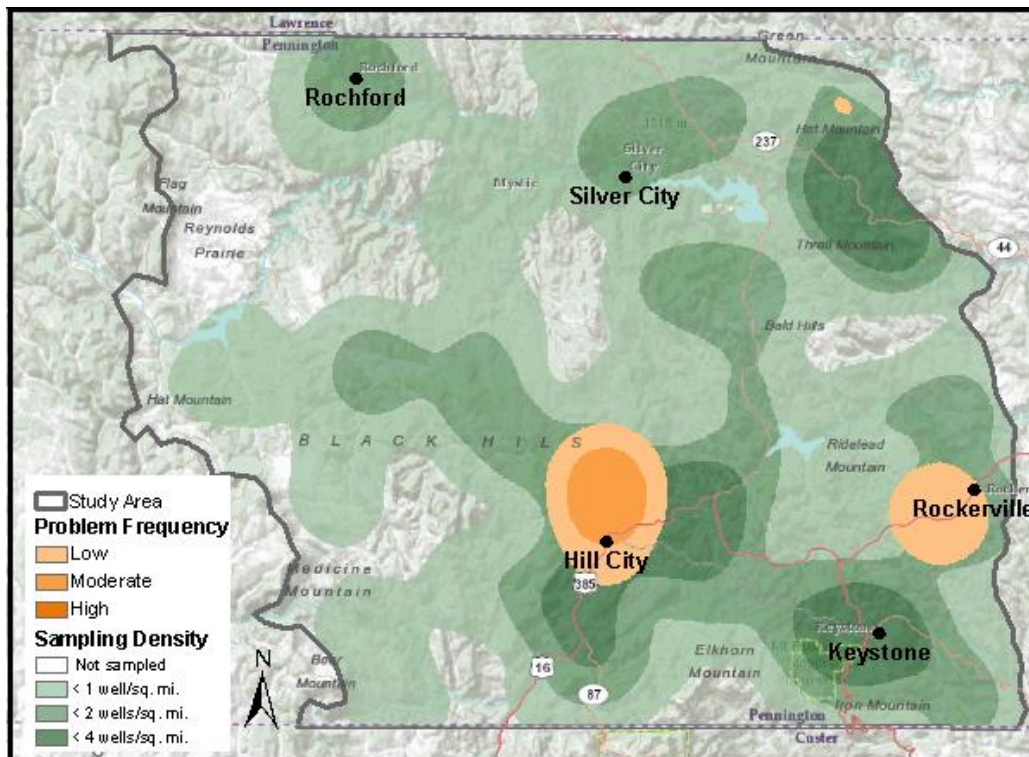 Lawrence
Pennington
Green
Mountain
Rochford
Rochford
1516 m
Hat Mountain
237
Silver
City
Mystic
Silver City
Flag
Mountain
Reynolds
Prairie
Thrall Mountain
44
Bald Hills
Hat Mountain
BLACK HILLS
Ridelead
Mountain
Rockerville
Hill City
385
Medicine
Mountain
Keystone
Keystone
Elkhorn
Mountain
Bear
Mountain
16
87
Iron Mountain
Pennington
Custer
Study Area
Problem Frequency
Low
Moderate
High
Sampling Density
Not sampled
< 1 well/sq. mi.
< 2 wells/sq. mi.
< 4 wells/sq. mi.
N